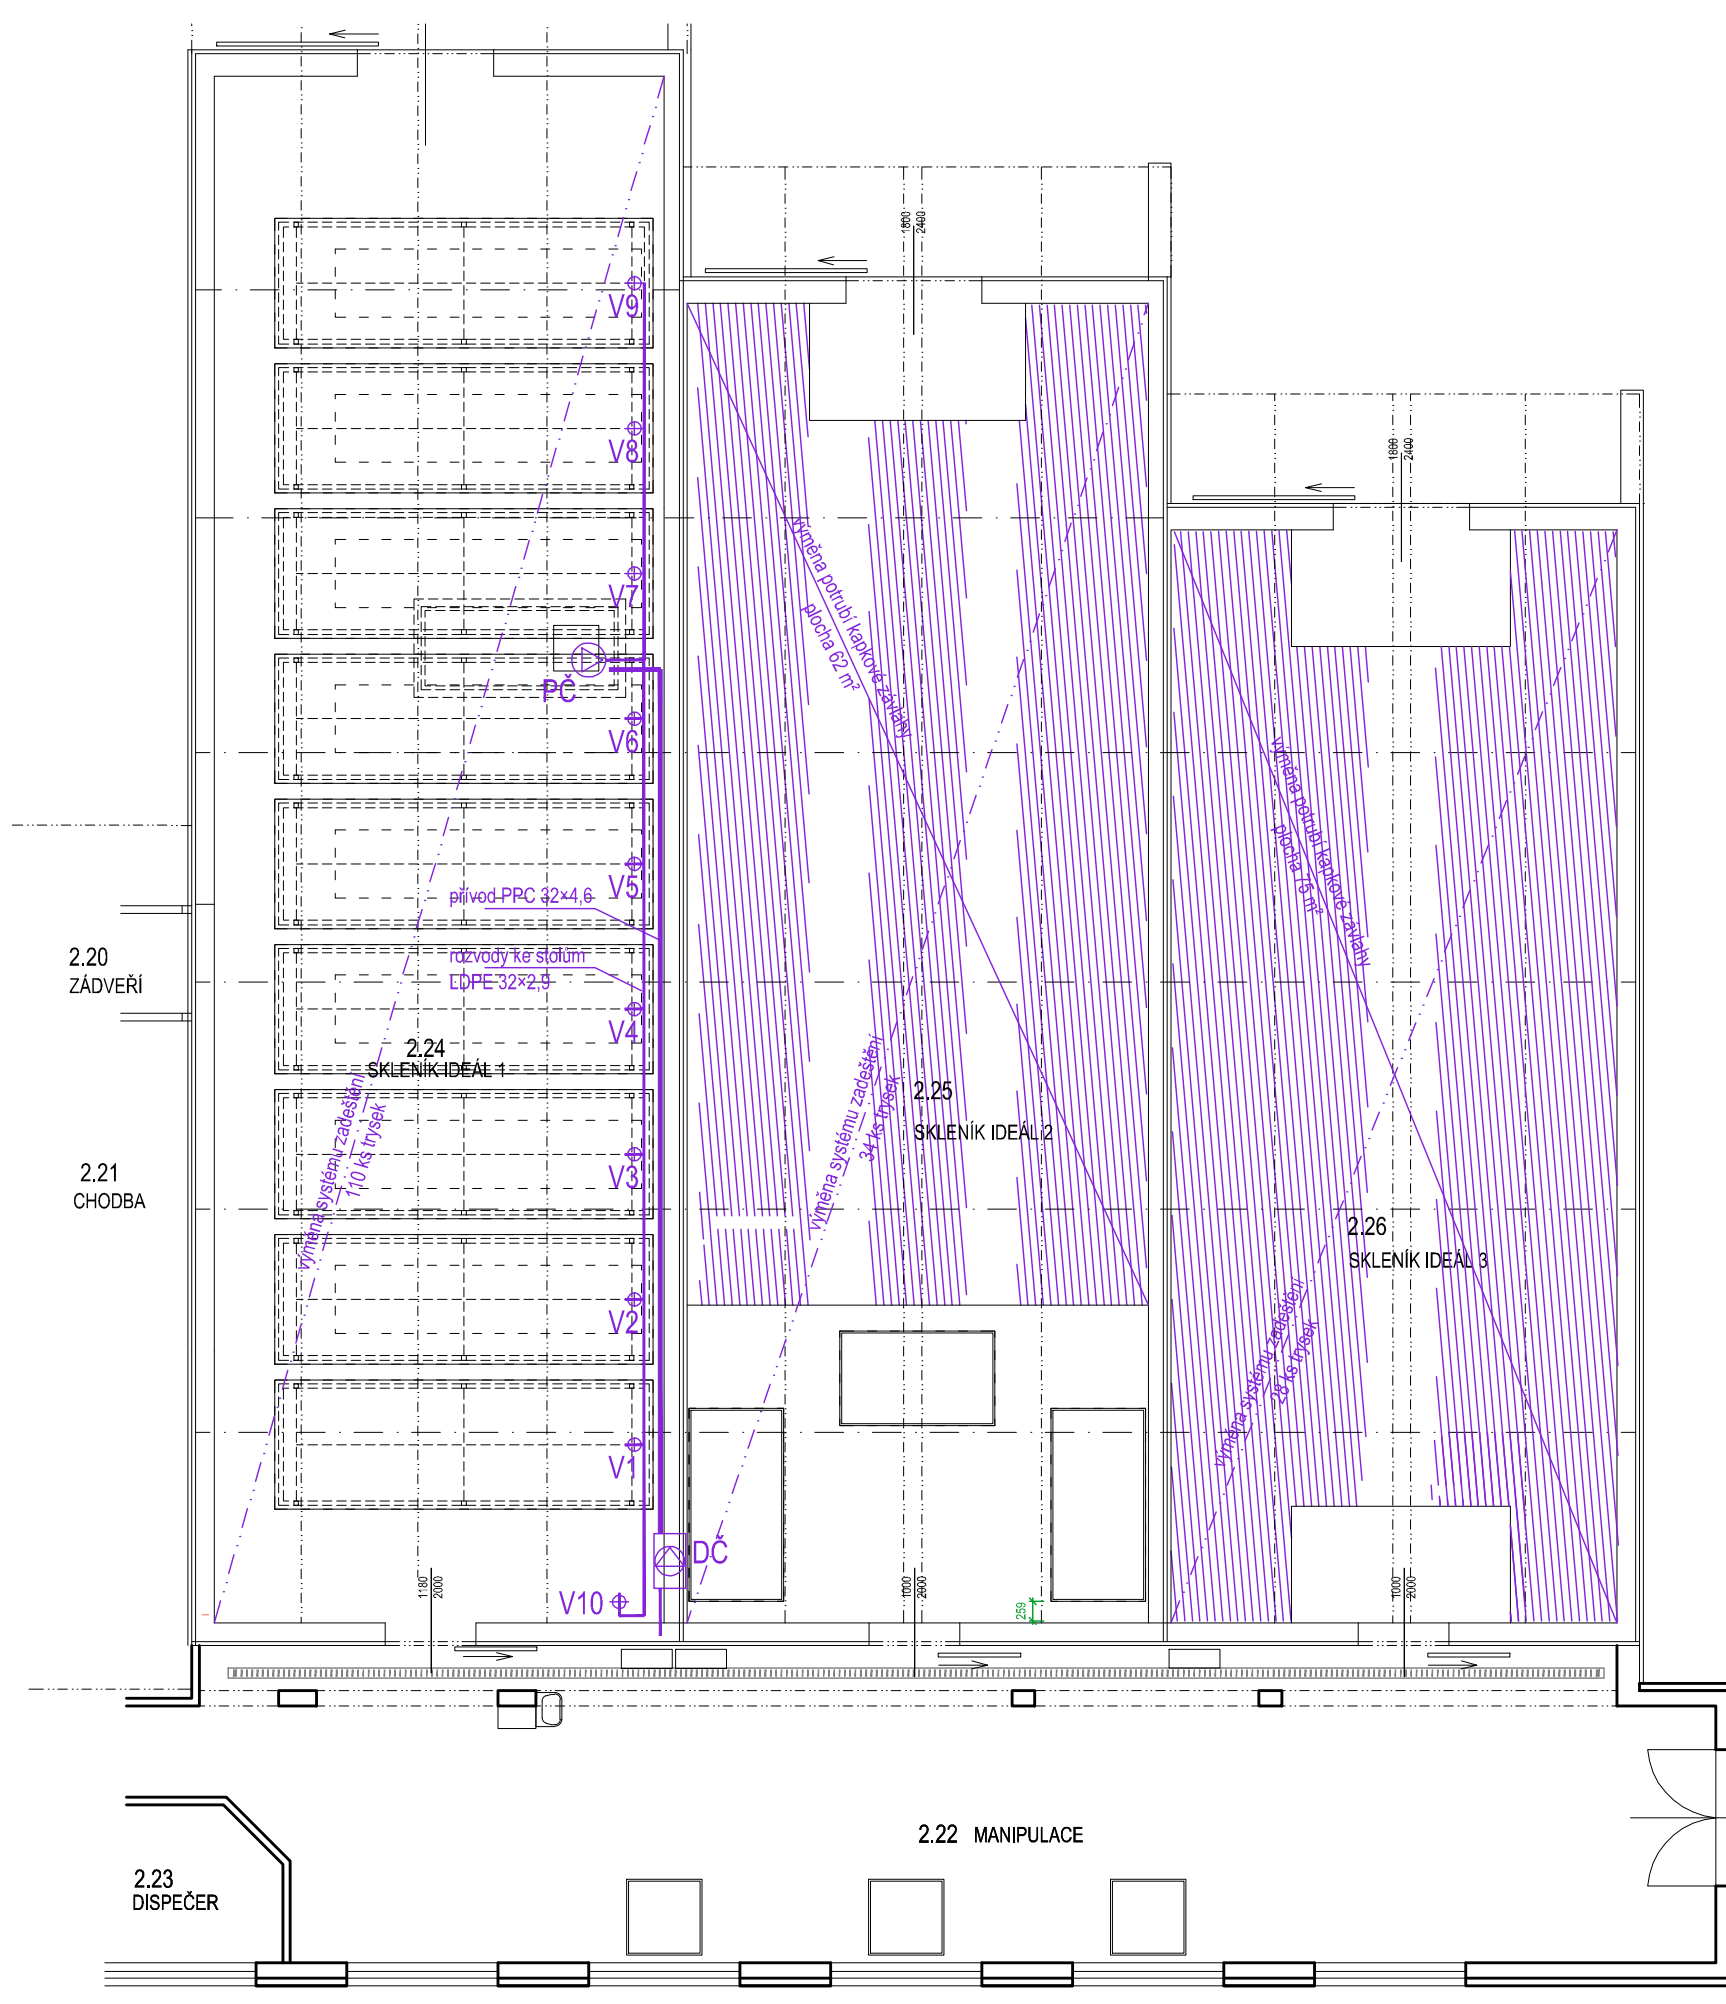 1800
2400
V9
1800
2400
V8
výměna potrubí kapkové závlahy
plocha 62 m²
V7
PČ
V6
výměna potrubí kapkové závlahy
plocha 75 m²
V5
přívod PPC 32×4,6
rozvody ke stolům
LDPE 32×2,9
2.20
ZÁDVEŘÍ
V4
2.24
SKLENÍK IDEÁL 1
výměna systému zadeštění
110 ks trysek
výměna systému zadeštění
34 ks trysek
2.25
SKLENÍK IDEÁL 2
2.21
CHODBA
V3
2.26
SKLENÍK IDEÁL 3
V2
výměna systému zadeštění
28 ks trysek
V1
DČ
V10
1180
2000
1000
2000
259
1000
2000
2.22 MANIPULACE
2.23
DISPEČER